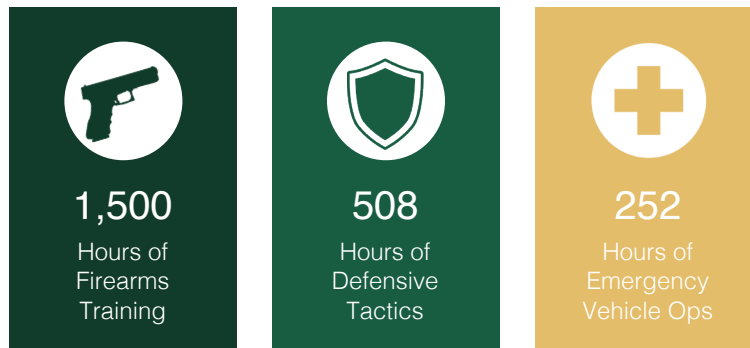 1,500
Hours of
Firearms
Training
508
Hours of
Defensive
Tactics
252
Hours of
Emergency
Vehicle Ops